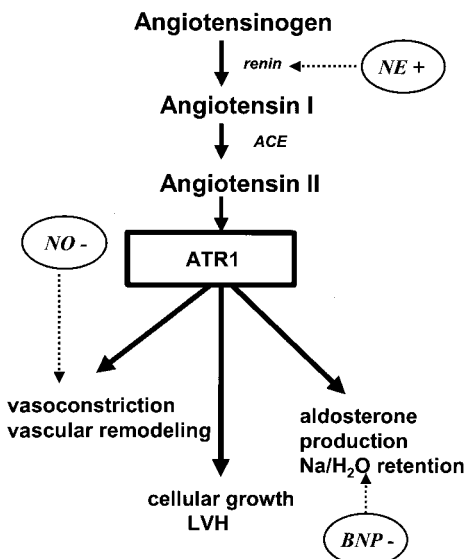 Angiotensinogen
renin
NE +
Angiotensin I
ACE
Angiotensin II
NO -
ATR1
vasoconstriction
vascular remodeling
aldosterone
production
Na/H₂O retention
cellular growth
LVH
BNP -